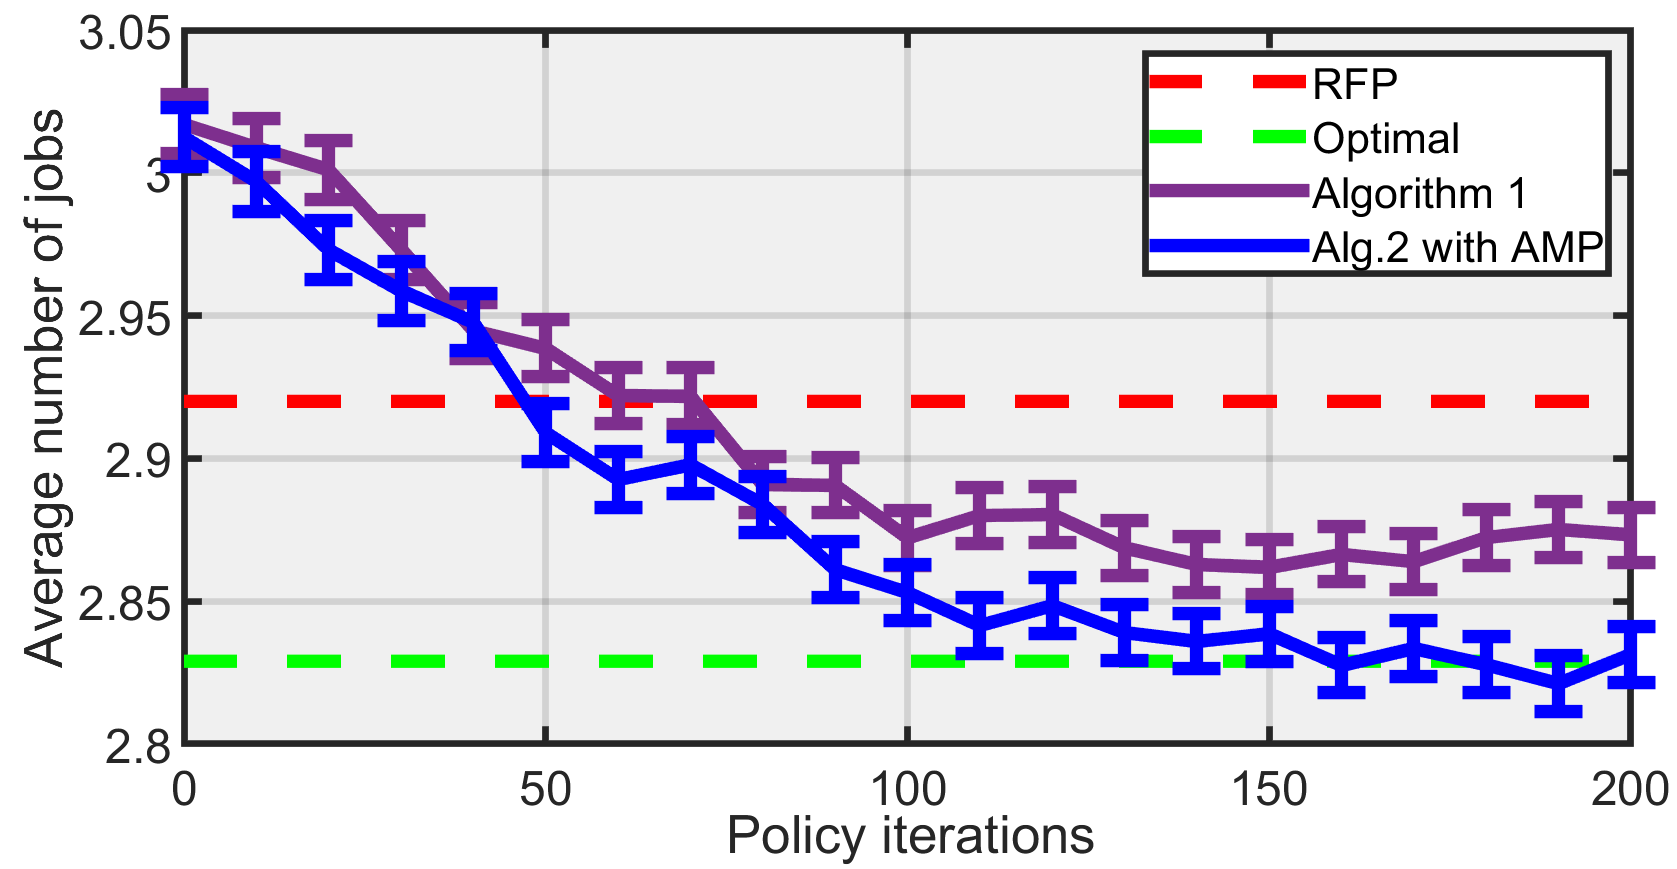 3.05
3
2.95
2.9
2.85
2.8
Average number of jobs
RFP
Optimal
Algorithm 1
Alg.2 with AMP
0 50 100 150 200
Policy iterations